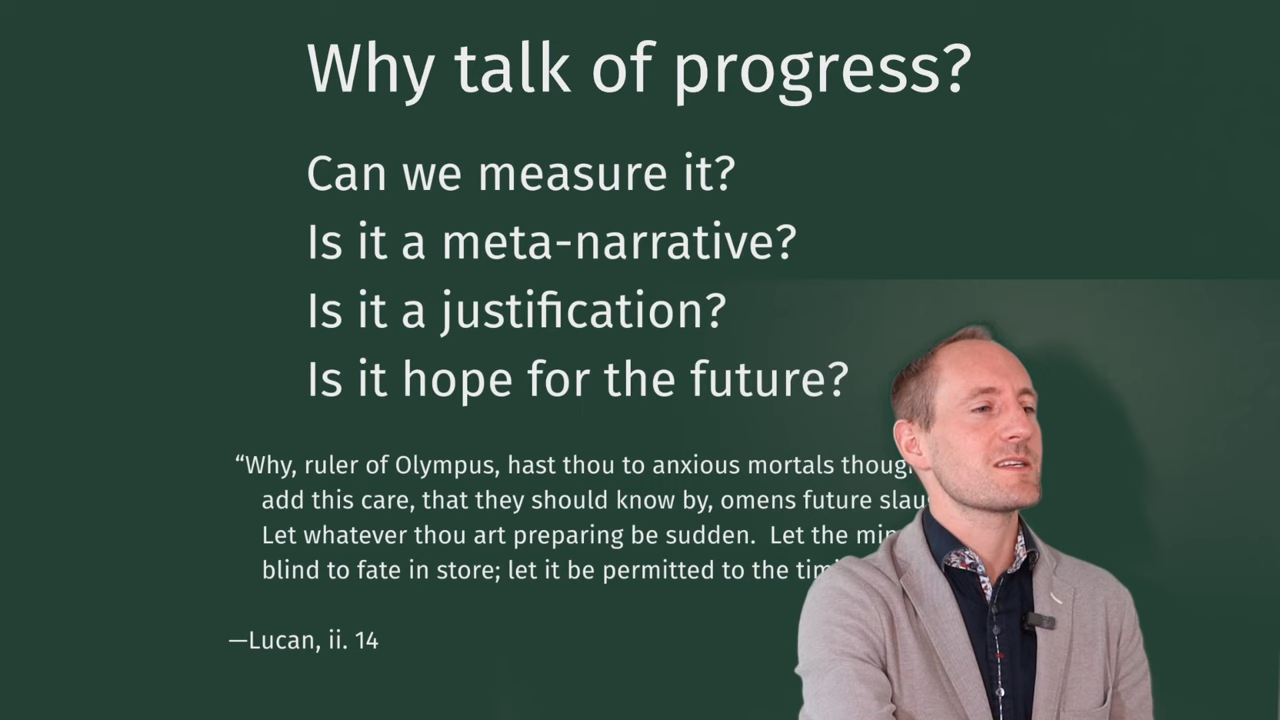 Why talk of progress?
Can we measure it?
Is it a meta-narrative?
Is it a justification?
Is it hope for the future?
“Why, ruler of Olympus, hast thou to anxious mortals
add this care, that they should know by, omens future
Let whatever thou art preparing be sudden. Let the
blind to fate in store; let it be permitted to the
—Lucan, ii. 14